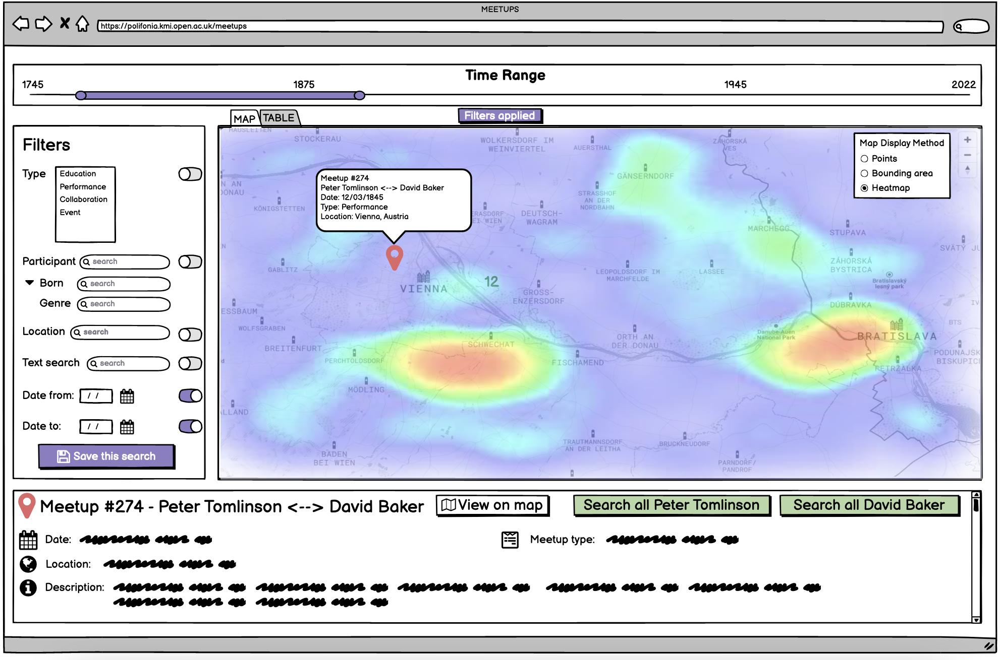 MEETUPS
https://polifonia.kmi.open.ac.uk/meetups
Time Range
1745 1875 1945 2022
MAP TABLE Filters applied
Filters
Type
Education
Performance
Collaboration
Event
Participant search
Born search
Genre search
Location search
Text search search
Date from: / /
Date to: / /
Save this search
HAUSLEITEN
STOCKERAU
WOLKERSDORF IM
WEINVIERTEL
AUERSTHAL
ZÁHORSKÁ
VES
Map Display Method
Points
Bounding area
Heatmap
+
−
Meetup #274
Peter Tomlinson <--> David Baker
Date: 12/03/1845
Type: Performance
Location: Vienna, Austria
N AN
DONAU
KÖNIGSTETTEN
ERASDORF
EI WIEN
DEUTSCH-
WAGRAM
GÄNSERNDORF
STRASSHOF
AN DER
NORDBAHN
MARCHEGG
STUPAVA
SVÄTÝ JU
GABLITZ
VIENNA
12
GROSS-
ENZERSDORF
LEOPOLDSDORF IM
MARCHFELDE
LASSEE
ZÁHORSKÁ
BYSTRICA
Bratislavský
lesný park
DÚBRAVKA
IV
ESSBAUM
WOLFSGRABEN
BREITENFURT
PERCHTOLDSDORF
SCHWECHAT
FISCHAMEND
ORTH AN
DER DONAU
Danube-Auen
National Park
BRATISLAVA
BTS
PODUNAJSK
BISKUPICI
PETRŽALKA
MÖDLING
ALLAND
BADEN
BEI WIEN
TRAUTMANNSDORF
AN DER LEITHA
BRUCKNEUDORF
PARNDORF/
PANDROF
Meetup #274 - Peter Tomlinson <--> David Baker View on map Search all Peter Tomlinson Search all David Baker
Date: Meetup type:
Location:
Description: